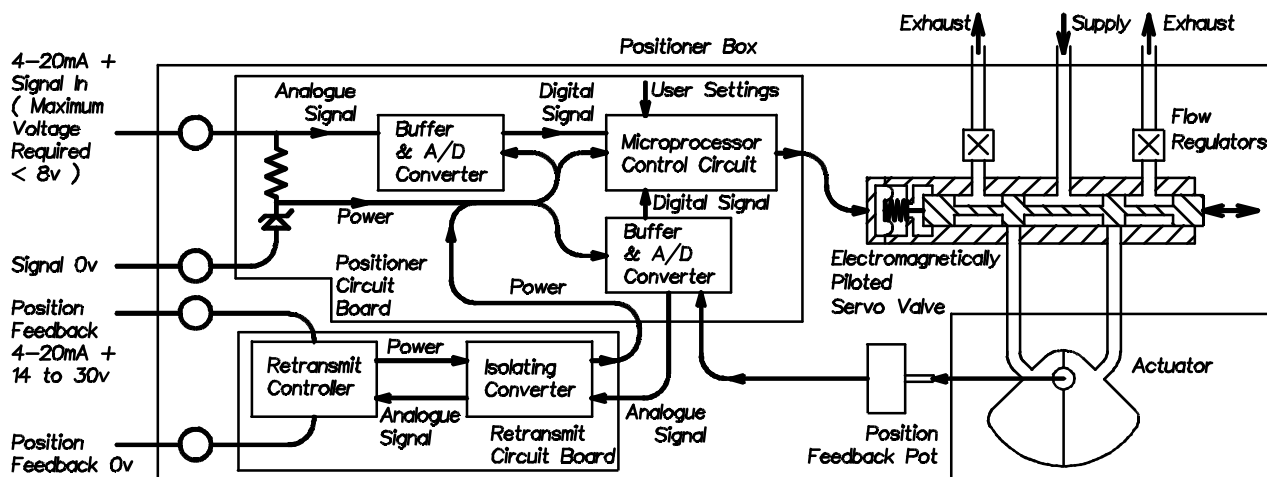 Exhaust
Supply
Exhaust
Positioner Box
4-20mA +
Signal In
( Maximum
Voltage
Required
< 8v )
Analogue
Signal
Digital
Signal
User Settings
Buffer
& A/D
Converter
Microprocessor
Control Circuit
Flow
Regulators
Power
Digital Signal
Signal 0v
Positioner
Circuit
Board
Buffer
& A/D
Converter
Electromagnetically
Piloted
Servo Valve
Power
Position
Feedback
4-20mA +
14 to 30v
Retransmit
Controller
Power
Isolating
Converter
Analogue
Signal
Analogue
Signal
Actuator
Position
Feedback 0v
Retransmit
Circuit Board
Position
Feedback Pot